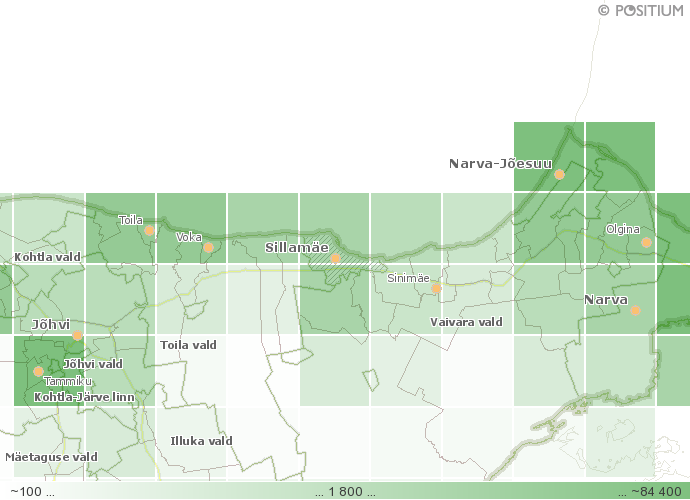 © POSITIUM
Narva-Jõesuu
Toila
Voka
Olgina
Sillamäe
Kohtla vald
Sinimäe
Narva
Jõhvi
Vaivara vald
Toila vald
Jõhvi vald
Tammiku
Kohtla-Järve linn
Illuka vald
Mäetaguse vald
~100 ... ... 1 800 ... ... ~84 400